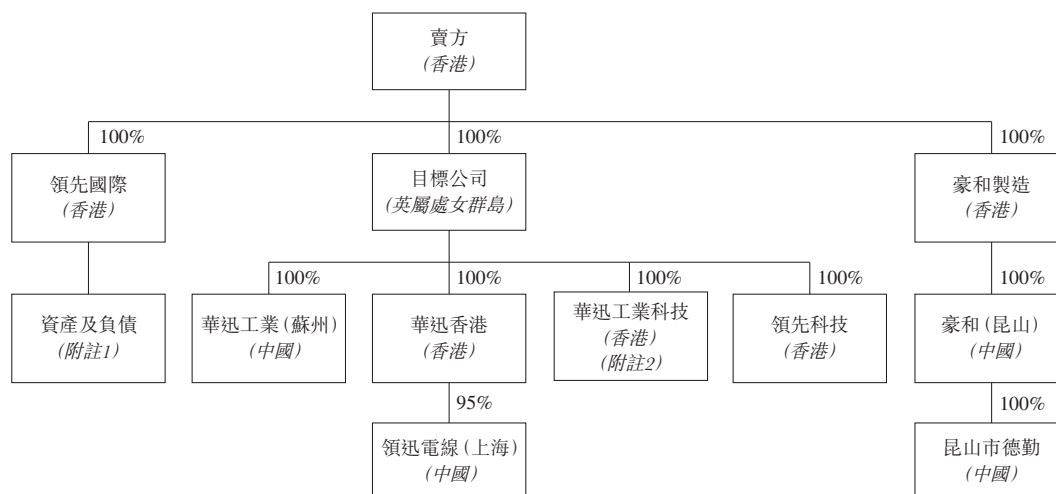 賣方
(香港)
100%
100%
100%
領先國際
(香港)
目標公司
(英屬處女群島)
豪和製造
(香港)
100%
100%
100%
100%
100%
資產及負債
(附註1)
華迅工業(蘇州)
(中國)
華迅香港
(香港)
華迅工業科技
(香港)
(附註2)
領先科技
(香港)
豪和(昆山)
(中國)
95%
100%
領迅電線(上海)
(中國)
昆山市德勤
(中國)